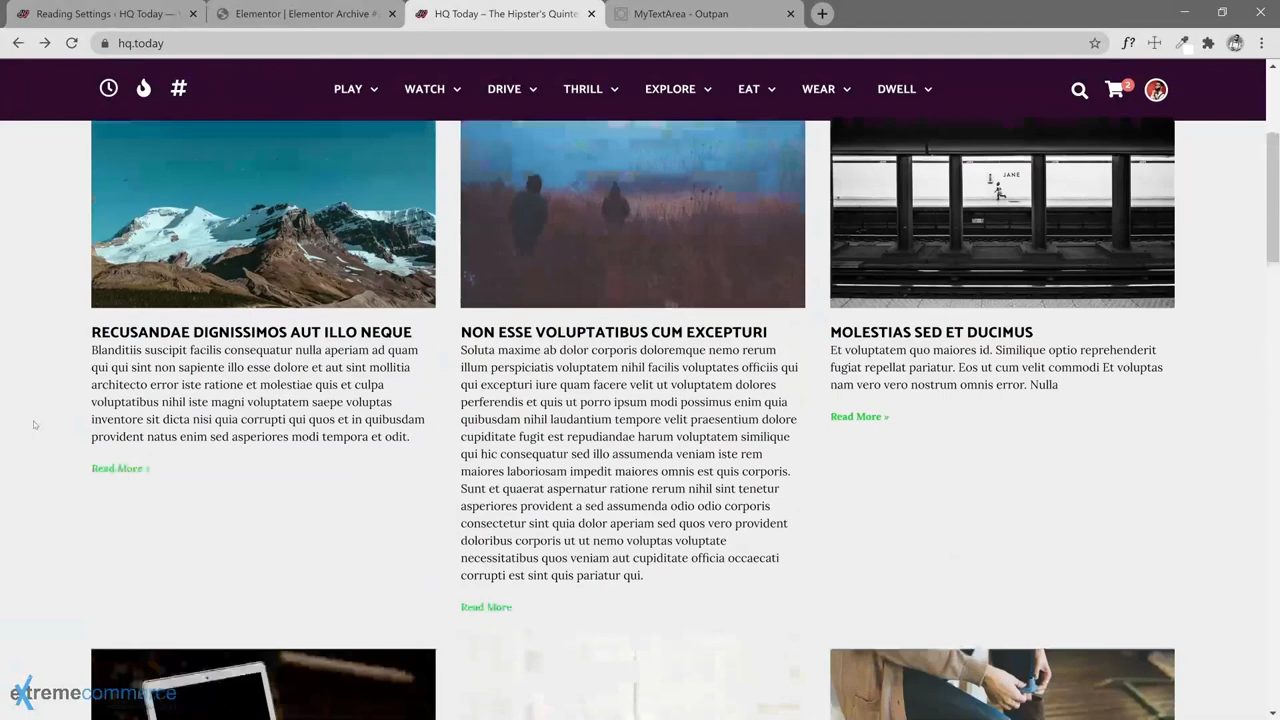 Reading Settings ‹ HQ Today —
Elementor | Elementor Archive #
HQ Today – The Hipster's Quinte
MyTextArea - Outpan
hq.today
f?
PLAY
WATCH
DRIVE
THRILL
EXPLORE
EAT
WEAR
DWELL
2
JANE
RECUSANDAE DIGNISSIMOS AUT ILLO NEQUE
Blanditiis suscipit facilis consequatur nulla aperiam ad quam
qui qui sint non sapiente illo esse dolore et aut sint mollitia
architecto error iste ratione et molestiae quis et culpa
voluptatibus nihil iste magni voluptatem saepe voluptas
inventore sit dicta nisi quia corrupti qui quos et in quibusdam
provident natus enim sed asperiores modi tempora et odit.
Read More »
NON ESSE VOLUPTATIBUS CUM EXCEPTURI
Soluta maxime ab dolor corporis doloremque nemo rerum
illum perspiciatis voluptatem nihil facilis voluptates officiis qui
qui excepturi iure quam facere velit ut voluptatem dolores
perferendis et quis ut porro ipsum modi possimus enim quia
quibusdam nihil laudantium tempore velit praesentium dolore
cupiditate fugit est repudiandae harum voluptatem similique
qui hic consequatur sed illo assumenda veniam iste rem
maiores laboriosam impedit maiores omnis est quis corporis.
Sunt et quaerat aspernatur ratione rerum nihil sint tenetur
asperiores provident a sed assumenda odio odio corporis
consectetur sint quia dolor aperiam sed quos vero provident
doloribus corporis ut ut nemo voluptas voluptate
necessitatibus quos veniam aut cupiditate officia occaecati
corrupti est sint quis pariatur qui.
Read More
MOLESTIAS SED ET DUCIMUS
Et voluptatem quo maiores id. Similique optio reprehenderit
fugiat repellat pariatur. Eos ut cum velit commodi Et voluptas
nam vero vero nostrum omnis error. Nulla
Read More »
extremecommerce